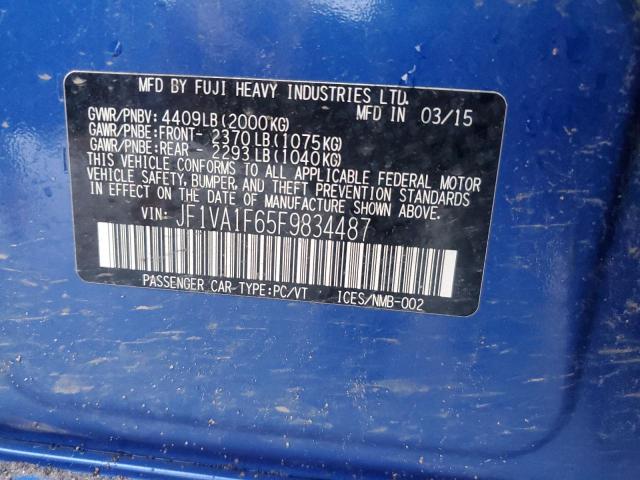 MFD BY FUJI HEAVY INDUSTRIES LTD.
GVWR/PNBV: 4409LB(2000KG) MFD IN 03/15
GAWR/PNBE:FRONT- 2370LB(1075KG)
GAWR/PNBE:REAR - 2293LB(1040KG)
THIS VEHICLE CONFORMS TO ALL APPLICABLE FEDERAL MOTOR
VEHICLE SAFETY, BUMPER, AND THEFT PREVENTION STANDARDS
IN EFFECT ON THE DATE OF MANUFACTURE SHOWN ABOVE.
VIN: JF1VA1F65F9834487
PASSENGER CAR-TYPE:PC/VT ICES/NMB-002